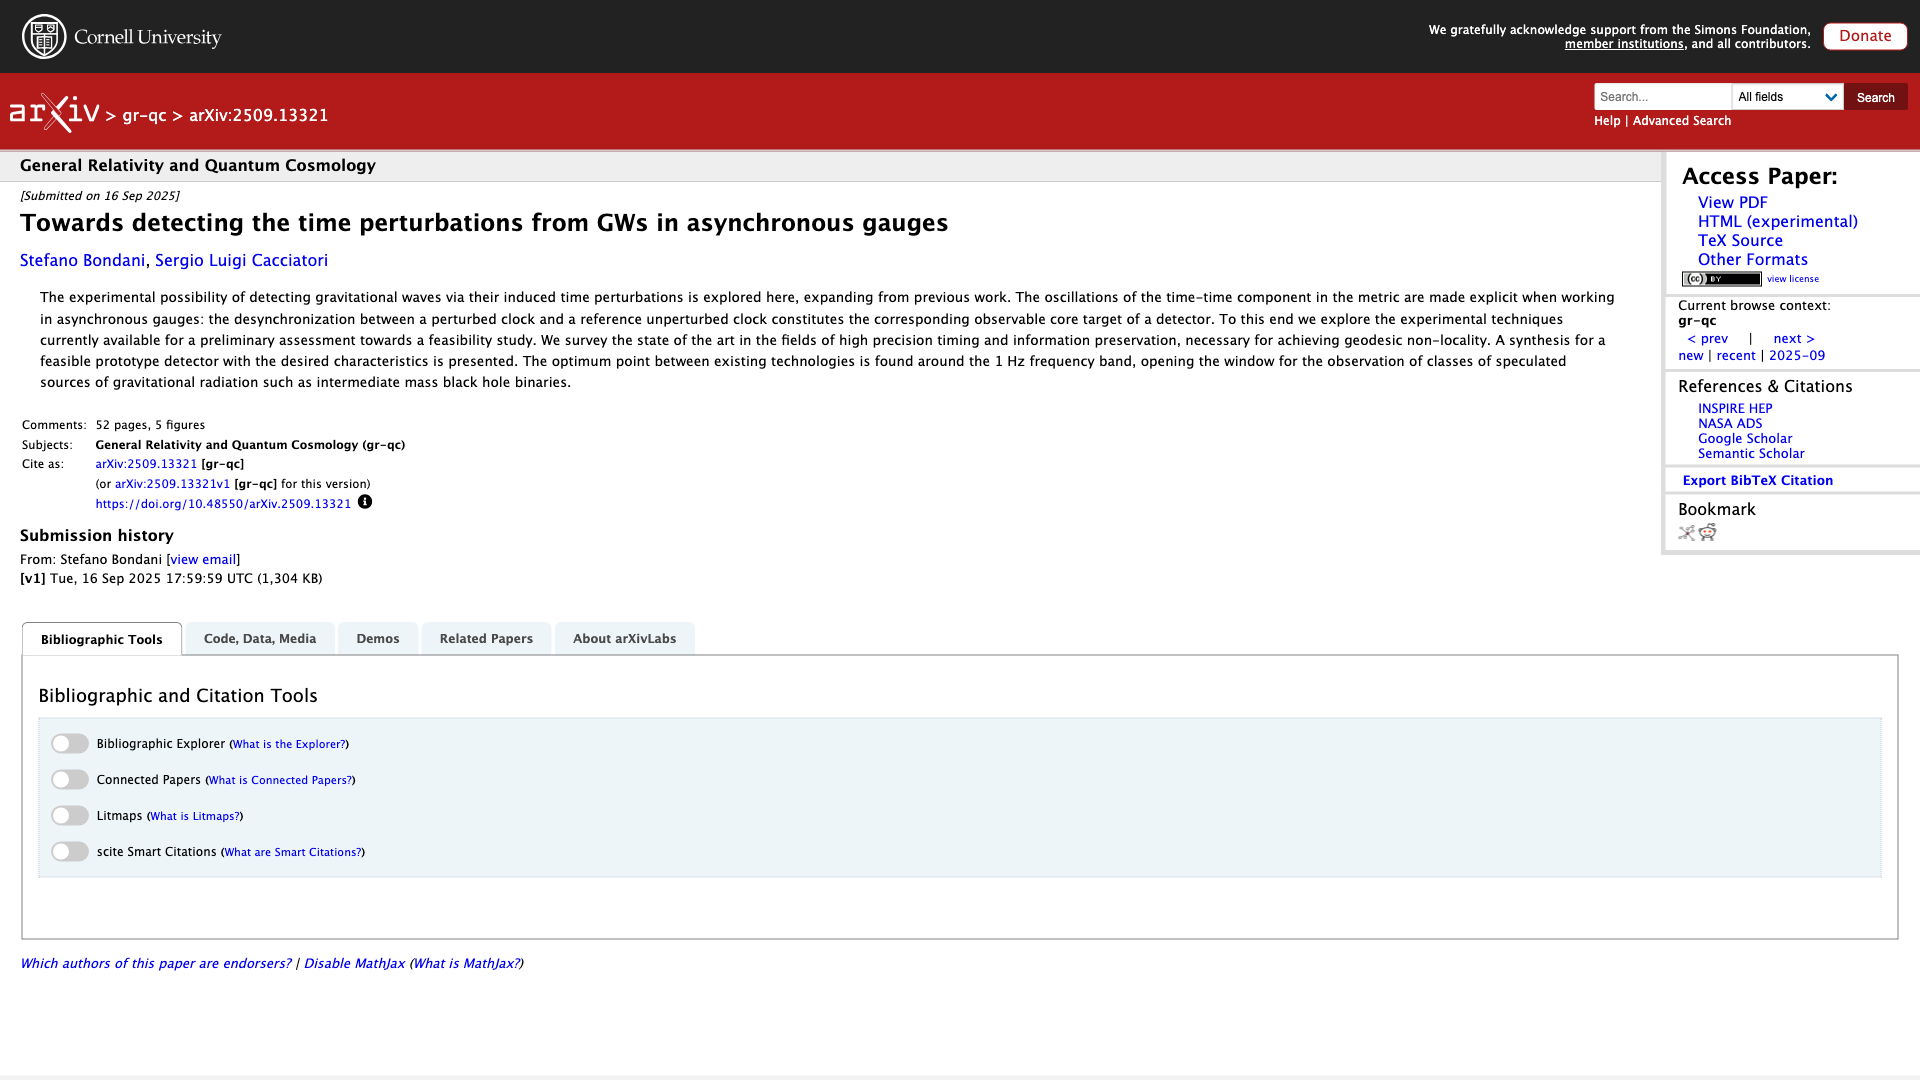 Cornell University
We gratefully acknowledge support from the Simons Foundation,
member institutions, and all contributors.
Donate
arXiv > gr-qc > arXiv:2509.13321
Search...
All fields
Search
Help | Advanced Search
General Relativity and Quantum Cosmology
[Submitted on 16 Sep 2025]
Towards detecting the time perturbations from GWs in asynchronous gauges
Stefano Bondani, Sergio Luigi Cacciatori
The experimental possibility of detecting gravitational waves via their induced time perturbations is explored here, expanding from previous work. The oscillations of the time-time component in the metric are made explicit when working
in asynchronous gauges: the desynchronization between a perturbed clock and a reference unperturbed clock constitutes the corresponding observable core target of a detector. To this end we explore the experimental techniques
currently available for a preliminary assessment towards a feasibility study. We survey the state of the art in the fields of high precision timing and information preservation, necessary for achieving geodesic non-locality. A synthesis for a
feasible prototype detector with the desired characteristics is presented. The optimum point between existing technologies is found around the 1 Hz frequency band, opening the window for the observation of classes of speculated
sources of gravitational radiation such as intermediate mass black hole binaries.
Comments: 52 pages, 5 figures
Subjects: General Relativity and Quantum Cosmology (gr-qc)
Cite as: arXiv:2509.13321 [gr-qc]
(or arXiv:2509.13321v1 [gr-qc] for this version)
https://doi.org/10.48550/arXiv.2509.13321
Submission history
From: Stefano Bondani [view email]
[v1] Tue, 16 Sep 2025 17:59:59 UTC (1,304 KB)
Access Paper:
View PDF
HTML (experimental)
TeX Source
Other Formats
(cc) BY view license
Current browse context:
gr-qc
< prev | next >
new | recent | 2025-09
References & Citations
INSPIRE HEP
NASA ADS
Google Scholar
Semantic Scholar
Export BibTeX Citation
Bookmark
Bibliographic Tools
Code, Data, Media
Demos
Related Papers
About arXivLabs
Bibliographic and Citation Tools
Bibliographic Explorer (What is the Explorer?)
Connected Papers (What is Connected Papers?)
Litmaps (What is Litmaps?)
scite Smart Citations (What are Smart Citations?)
Which authors of this paper are endorsers? | Disable MathJax (What is MathJax?)